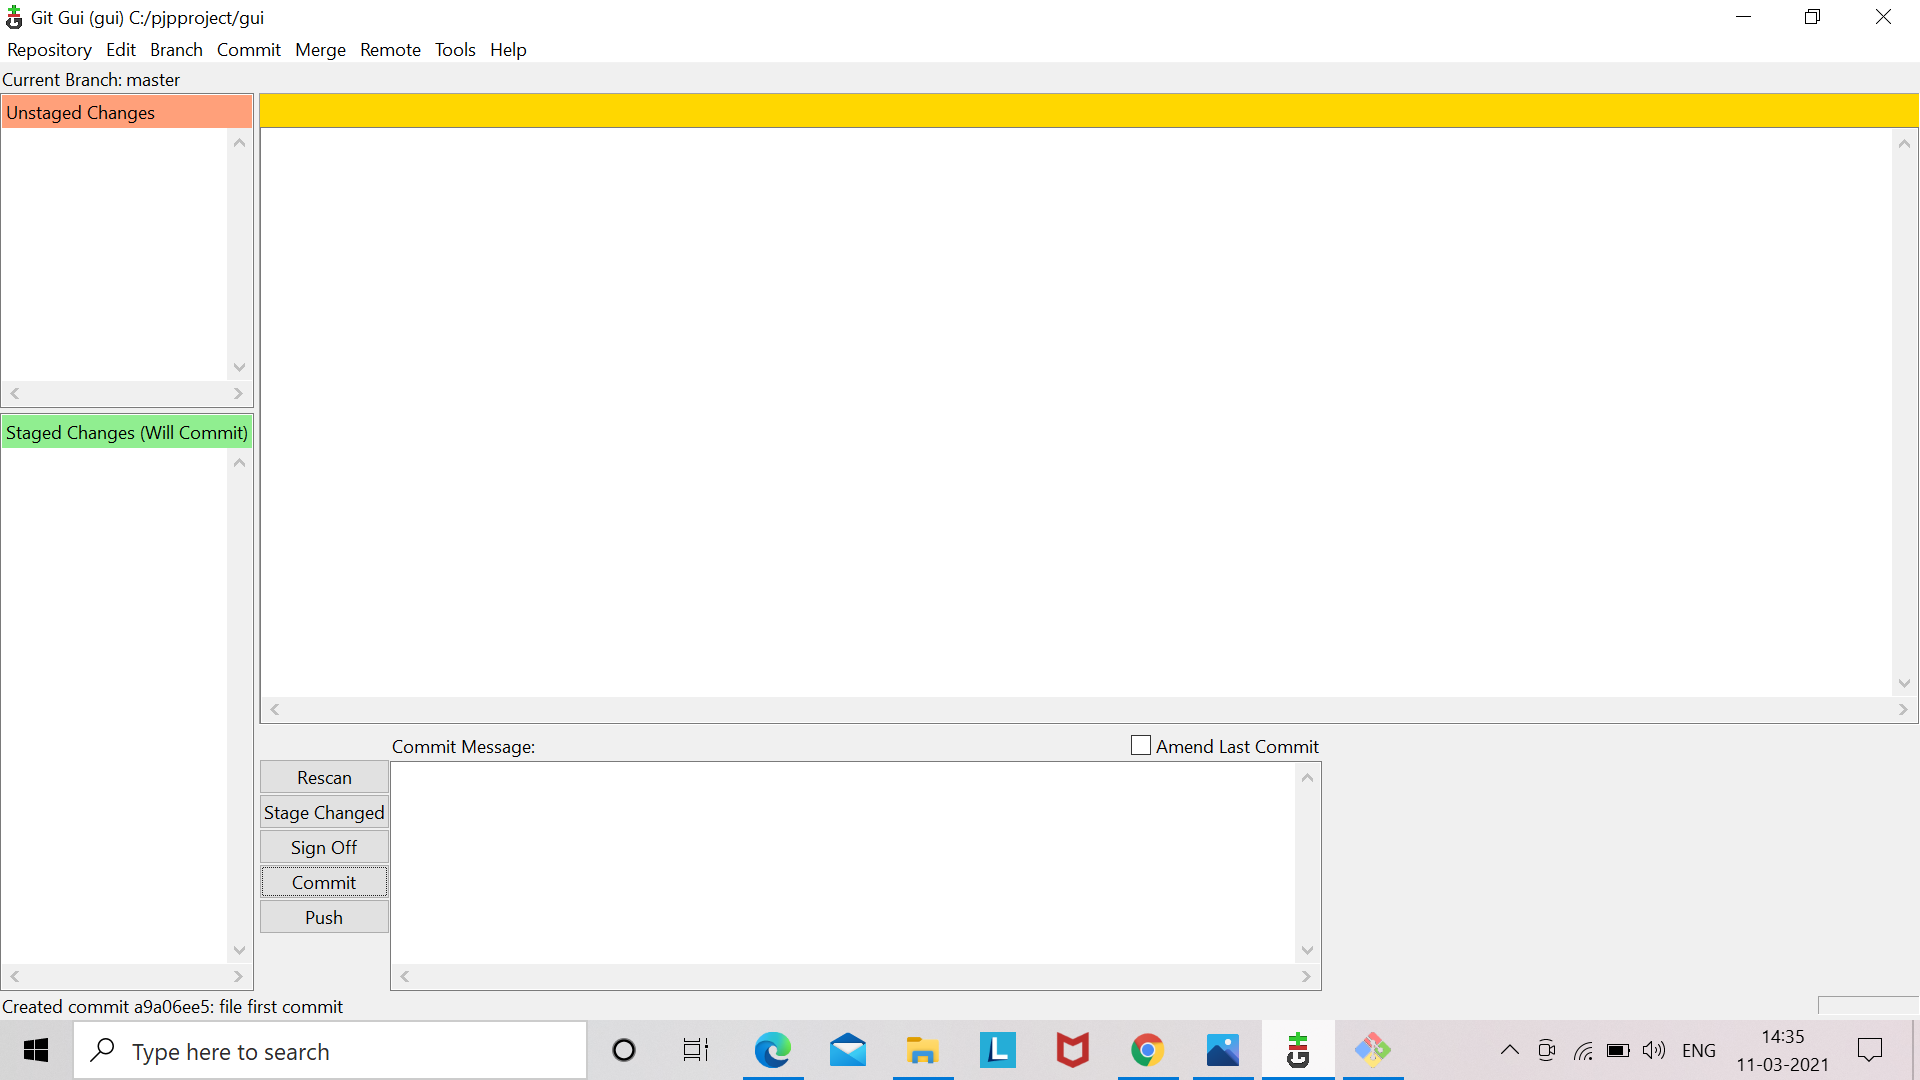 Git Gui (gui) C:/pjpproject/gui
Repository Edit Branch Commit Merge Remote Tools Help
Current Branch: master
Unstaged Changes
Staged Changes (Will Commit)
Commit Message:
Amend Last Commit
Rescan
Stage Changed
Sign Off
Commit
Push
Created commit a9a06ee5: file first commit
Type here to search
L
ENG
14:35
11-03-2021